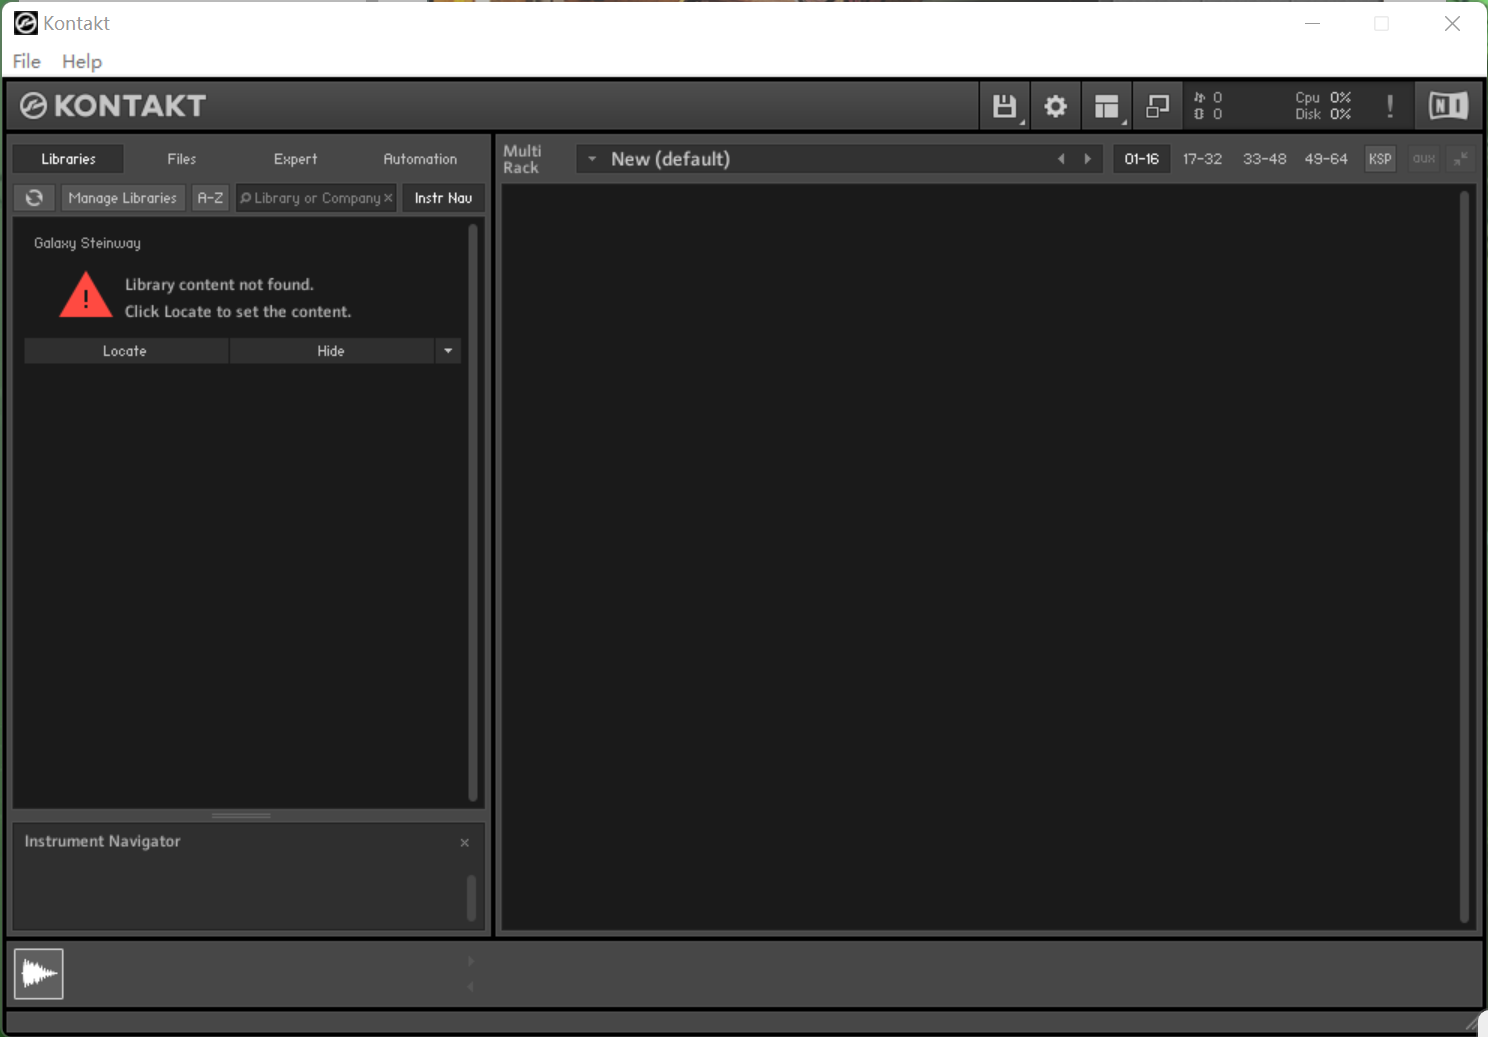 Kontakt
File Help
KONTAKT
0 Cpu 0%
0 Disk 0%
! NI
Libraries Files Expert Automation
Manage Libraries A-Z Library or Company × Instr Nav
Multi
Rack
New (default)
01-16 17-32 33-48 49-64 KSP aux
Galaxy Steinway
!
Library content not found.
Click Locate to set the content.
Locate Hide
Instrument Navigator ×